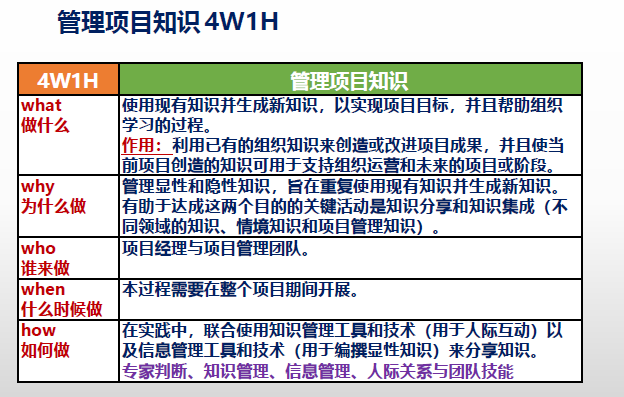 管理项目知识 4W1H
4W1H
管理项目知识
what
做什么
使用现有知识并生成新知识，以实现项目目标，并且帮助组织
学习的过程。
作用：利用已有的组织知识来创造或改进项目成果，并且使当
前项目创造的知识可用于支持组织运营和未来的项目或阶段。
why
为什么做
管理显性和隐性知识，旨在重复使用现有知识并生成新知识。
有助于达成这两个目的的关键活动是知识分享和知识集成（不
同领域的知识、情境知识和项目管理知识）。
who
谁来做
项目经理与项目管理团队。
when
什么时候做
本过程需要在整个项目期间开展。
how
如何做
在实践中，联合使用知识管理工具和技术（用于人际互动）以
及信息管理工具和技术（用于编撰显性知识）来分享知识。
专家判断、知识管理、信息管理、人际关系与团队技能